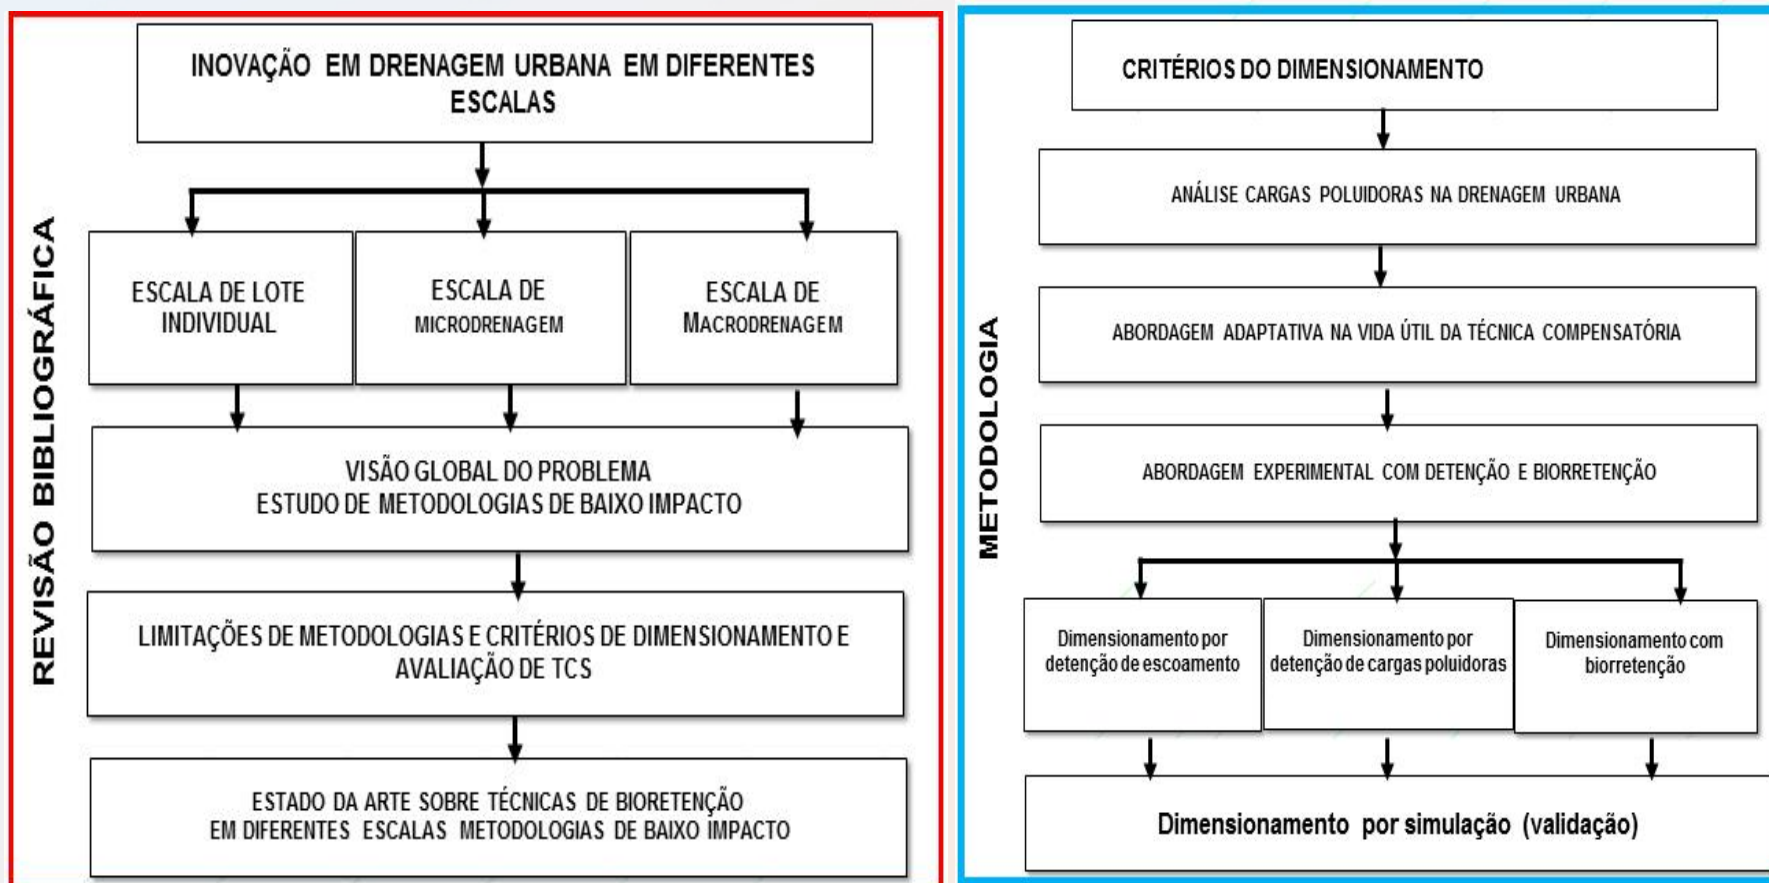 REVISÃO BIBLIOGRÁFICA
INOVAÇÃO EM DRENAGEM URBANA EM DIFERENTES
ESCALAS
ESCALA DE LOTE
INDIVIDUAL
ESCALA DE
MICRODRENAGEM
ESCALA DE
MACRODRENAGEM
VISÃO GLOBAL DO PROBLEMA
ESTUDO DE METODOLOGIAS DE BAIXO IMPACTO
LIMITAÇÕES DE METODOLOGIAS E CRITÉRIOS DE DIMENSIONAMENTO E
AVALIAÇÃO DE TCS
ESTADO DA ARTE SOBRE TÉCNICAS DE BIORETENÇÃO
EM DIFERENTES ESCALAS METODOLOGIAS DE BAIXO IMPACTO
METODOLOGIA
CRITÉRIOS DO DIMENSIONAMENTO
ANÁLISE CARGAS POLUIDORAS NA DRENAGEM URBANA
ABORDAGEM ADAPTATIVA NA VIDA ÚTIL DA TÉCNICA COMPENSATÓRIA
ABORDAGEM EXPERIMENTAL COM DETENÇÃO E BIORRETENÇÃO
Dimensionamento por
detenção de escoamento
Dimensionamento por
detenção de cargas poluidoras
Dimensionamento com
biorretenção
Dimensionamento por simulação (validação)